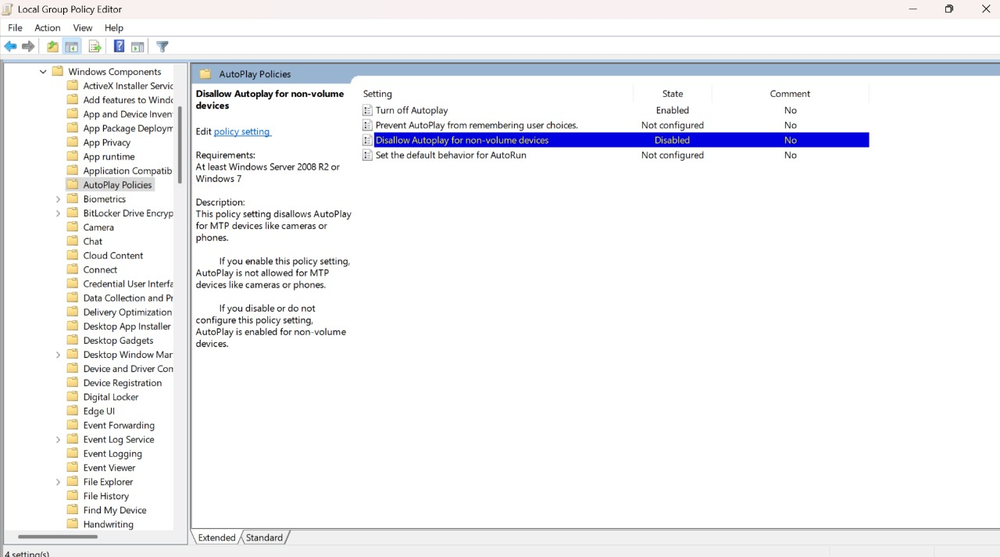 Local Group Policy Editor
File Action View Help
Windows Components
ActiveX Installer Servic
Add features to Windo
App and Device Inven
App Package Deploym
App Privacy
App runtime
Application Compatib
AutoPlay Policies
Biometrics
BitLocker Drive Encryp
Camera
Chat
Cloud Content
Connect
Credential User Interfa
Data Collection and Pr
Delivery Optimization
Desktop App Installer
Desktop Gadgets
Desktop Window Man
Device and Driver Com
Device Registration
Digital Locker
Edge UI
Event Forwarding
Event Log Service
Event Logging
Event Viewer
File Explorer
File History
Find My Device
Handwriting
AutoPlay Policies
Disallow Autoplay for non-volume
devices
Edit policy setting
Requirements:
At least Windows Server 2008 R2 or
Windows 7
Description:
This policy setting disallows AutoPlay
for MTP devices like cameras or
phones.
If you enable this policy setting,
AutoPlay is not allowed for MTP
devices like cameras or phones.
If you disable or do not
configure this policy setting,
AutoPlay is enabled for non-volume
devices.
Setting State Comment
Turn off Autoplay Enabled No
Prevent AutoPlay from remembering user choices. Not configured No
Disallow Autoplay for non-volume devices Disabled No
Set the default behavior for AutoRun Not configured No
Extended Standard
4 setting(s)